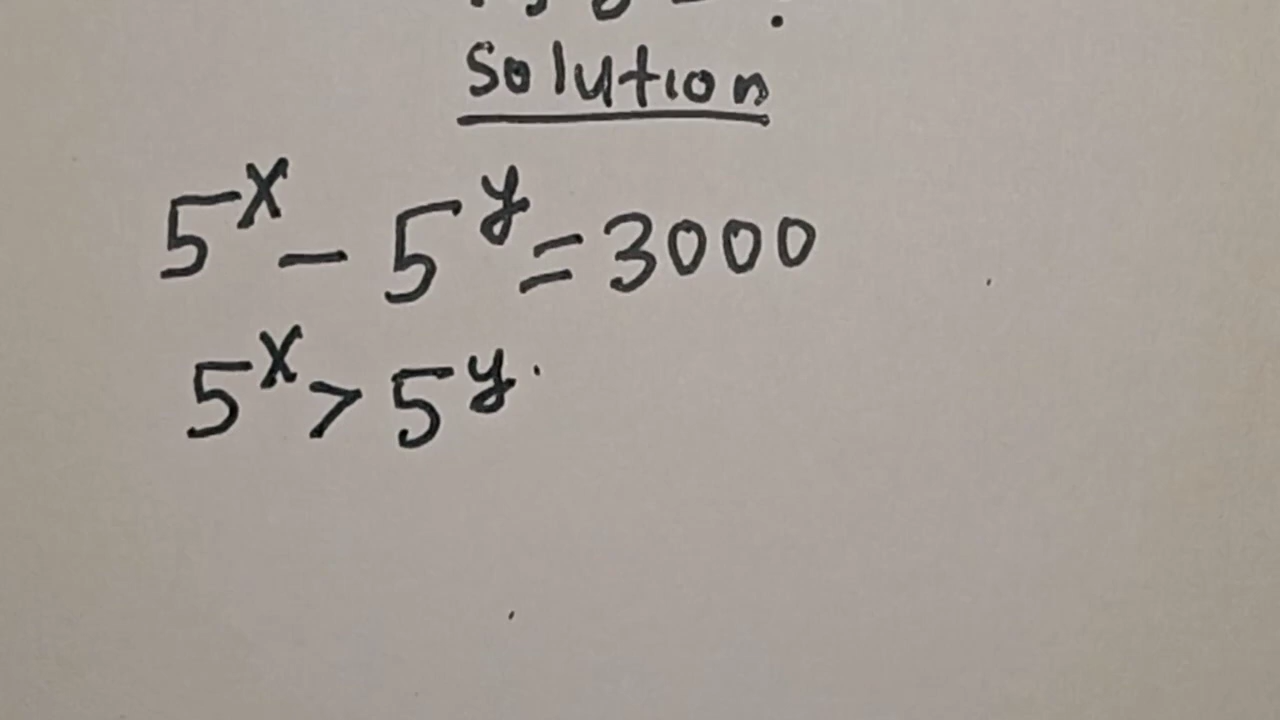 Solution
5^x - 5^y = 3000
5^x > 5^y.